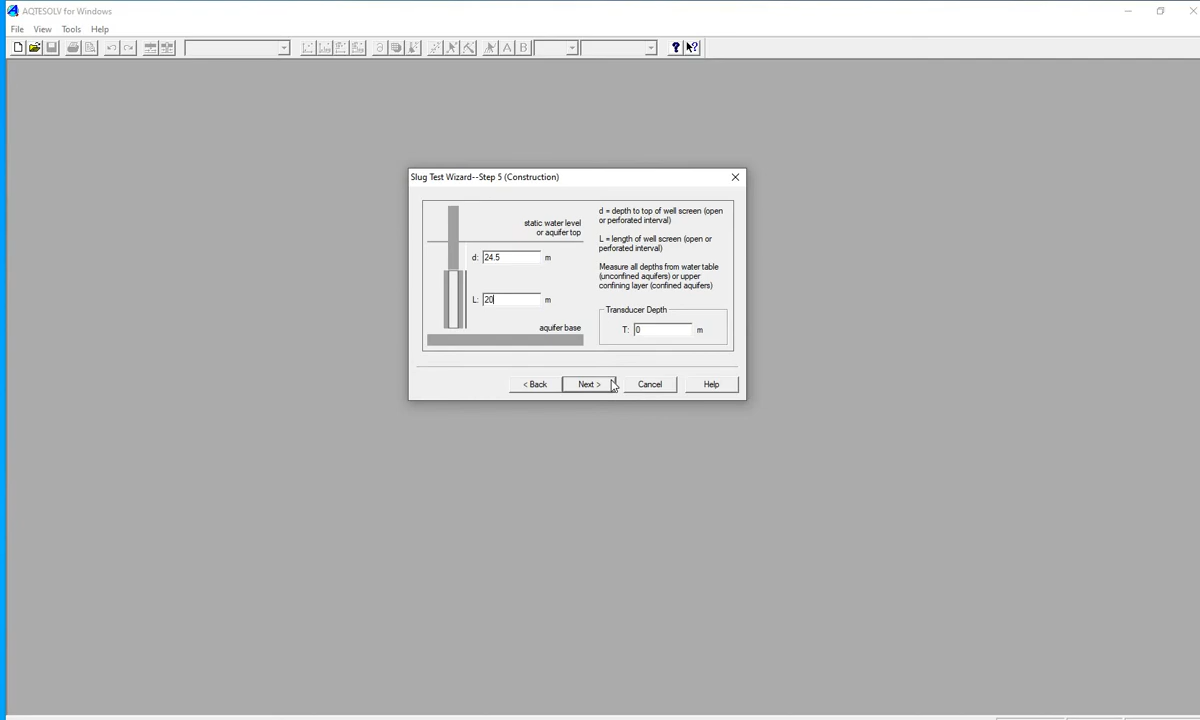 AQTESOLV for Windows
File View Tools Help
A B
Slug Test Wizard--Step 5 (Construction)
static water level
or aquifer top
d: 24.5 m
L: 20 m
aquifer base
d = depth to top of well screen (open
or perforated interval)
L = length of well screen (open or
perforated interval)
Measure all depths from water table
(unconfined aquifers) or upper
confining layer (confined aquifers)
Transducer Depth
T: 0 m
< Back Next > Cancel Help